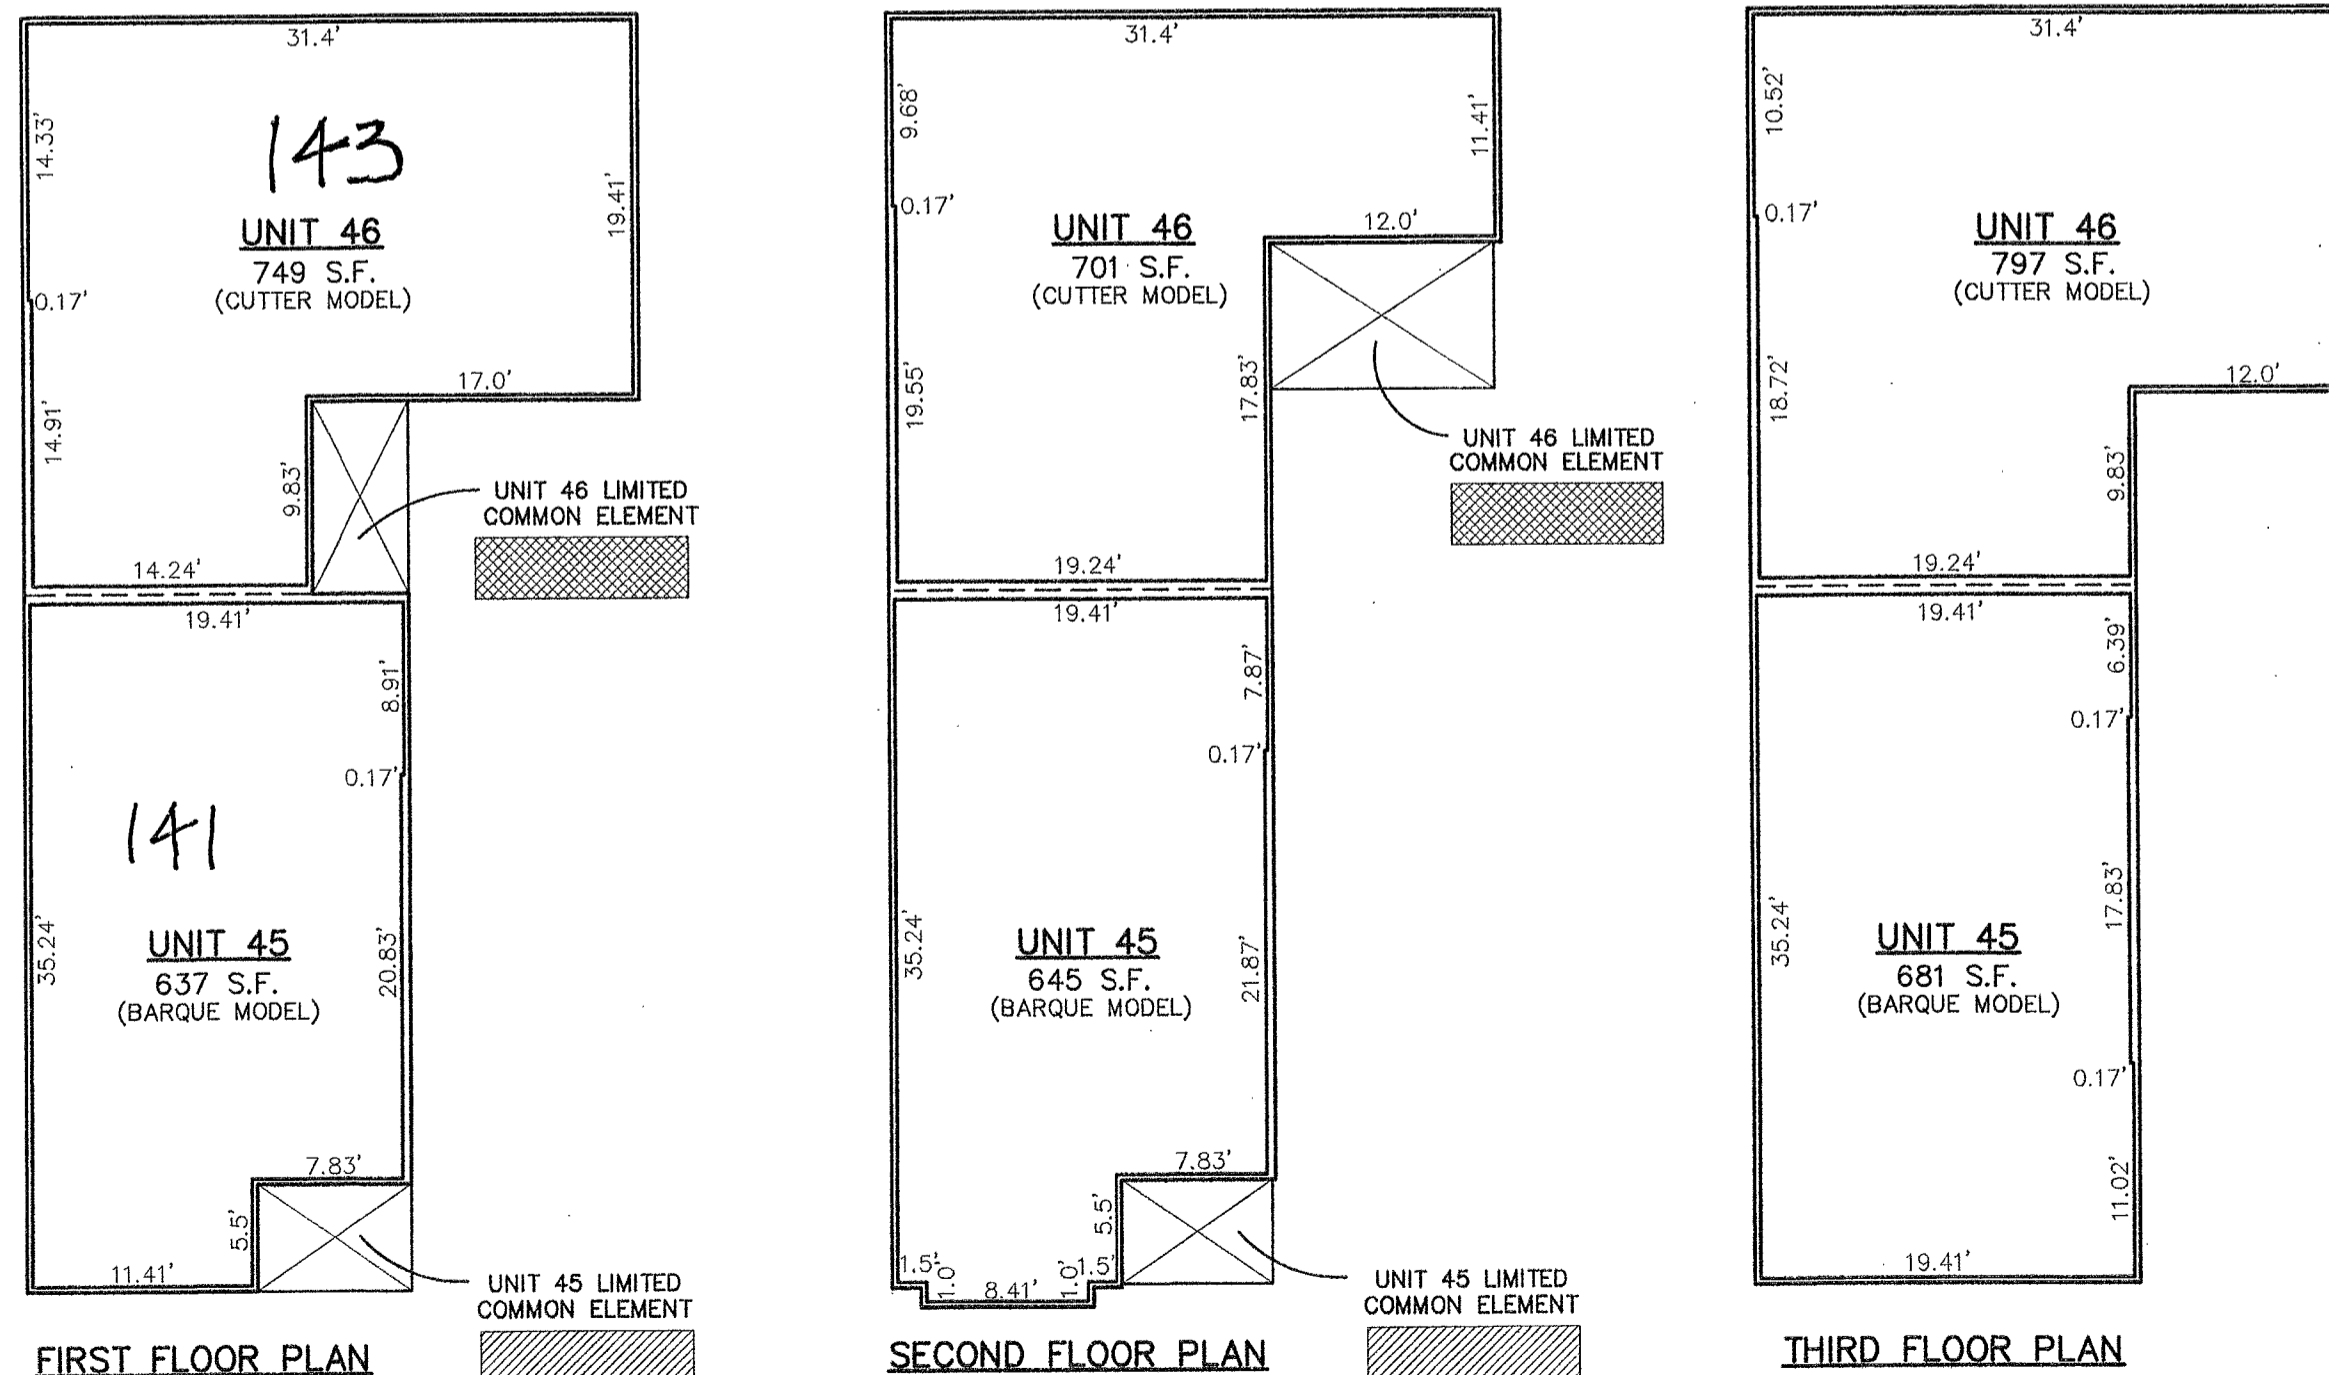 31.4'
14.33'
143
19.41'
UNIT 46
749 S.F.
(CUTTER MODEL)
0.17'
17.0'
14.91'
9.83'
UNIT 46 LIMITED
COMMON ELEMENT
14.24'
19.41'
8.91'
0.17'
141
35.24'
20.83'
UNIT 45
637 S.F.
(BARQUE MODEL)
7.83'
5.5'
11.41'
UNIT 45 LIMITED
COMMON ELEMENT
FIRST FLOOR PLAN
31.4'
9.68'
11.41'
0.17'
12.0'
UNIT 46
701 S.F.
(CUTTER MODEL)
19.55'
17.83'
UNIT 46 LIMITED
COMMON ELEMENT
19.24'
19.41'
7.87'
0.17'
35.24'
21.87'
UNIT 45
645 S.F.
(BARQUE MODEL)
7.83'
5.5'
1.5'
1.0'
8.41'
1.0'
1.5'
UNIT 45 LIMITED
COMMON ELEMENT
SECOND FLOOR PLAN
31.4'
10.52'
0.17'
UNIT 46
797 S.F.
(CUTTER MODEL)
18.72'
12.0'
9.83'
19.24'
19.41'
6.39'
0.17'
35.24'
17.83'
UNIT 45
681 S.F.
(BARQUE MODEL)
0.17'
11.02'
19.41'
THIRD FLOOR PLAN